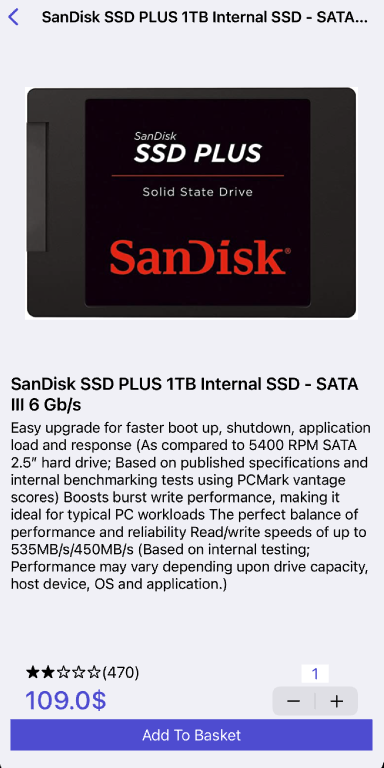 SanDisk SSD PLUS 1TB Internal SSD - SATA...
SanDisk
SSD PLUS
Solid State Drive
SanDisk®
SanDisk SSD PLUS 1TB Internal SSD - SATA
III 6 Gb/s
Easy upgrade for faster boot up, shutdown, application
load and response (As compared to 5400 RPM SATA
2.5” hard drive; Based on published specifications and
internal benchmarking tests using PCMark vantage
scores) Boosts burst write performance, making it
ideal for typical PC workloads The perfect balance of
performance and reliability Read/write speeds of up to
535MB/s/450MB/s (Based on internal testing;
Performance may vary depending upon drive capacity,
host device, OS and application.)
★★☆☆☆(470)
1
109.0$
− +
Add To Basket